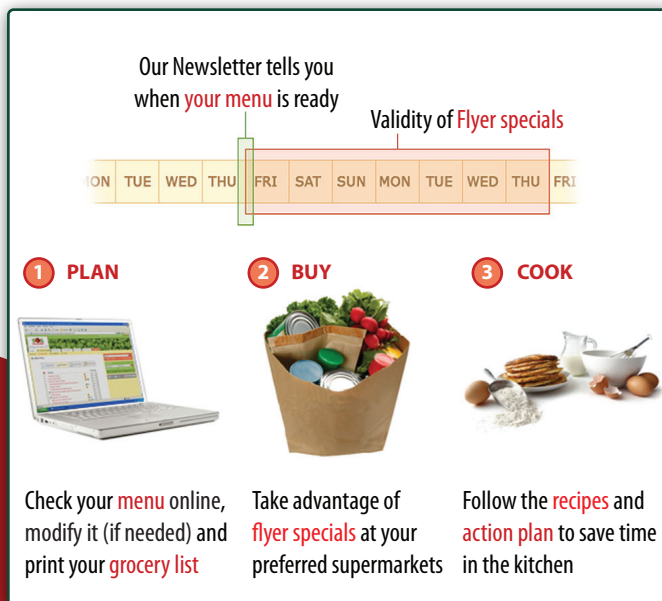 Our Newsletter tells you
when your menu is ready
Validity of Flyer specials
MON TUE WED THU FRI SAT SUN MON TUE WED THU FRI
1 PLAN
2 BUY
3 COOK
Check your menu online,
modify it (if needed) and
print your grocery list
Take advantage of
flyer specials at your
preferred supermarkets
Follow the recipes and
action plan to save time
in the kitchen